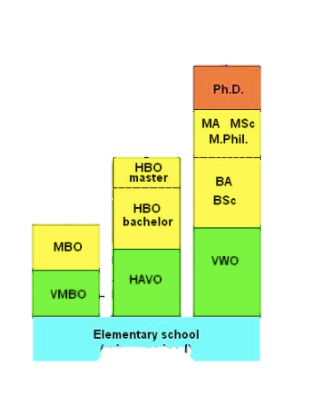 Ph.D.
MA MSc
M.Phil.
HBO
master
BA
BSc
HBO
bachelor
MBO
VWO
HAVO
VMBO
Elementary school